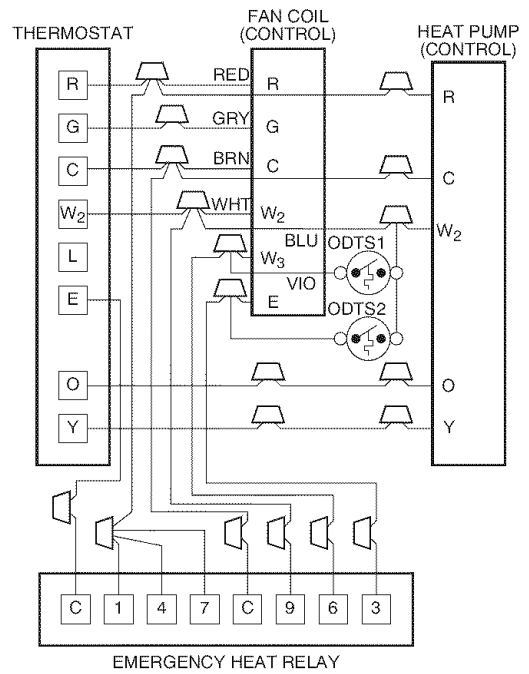 FAN COIL
(CONTROL)
THERMOSTAT
HEAT PUMP
(CONTROL)
R RED R R
G GRY G
C BRN C C
W2 WHT W2 W2
BLU ODTS1
L W3
VIO
E E ODTS2
O O
Y Y
C 1 4 7 C 9 6 3
EMERGENCY HEAT RELAY